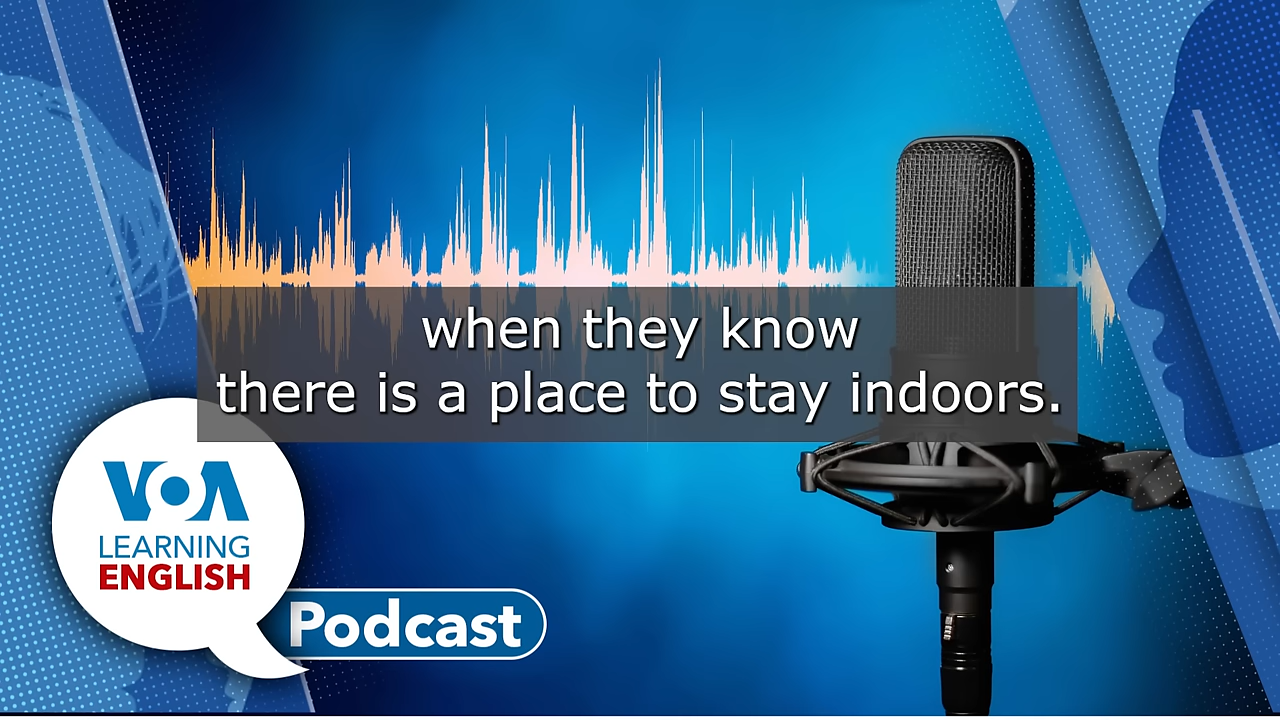 when they know
there is a place to stay indoors.
VOA
LEARNING
ENGLISH
Podcast